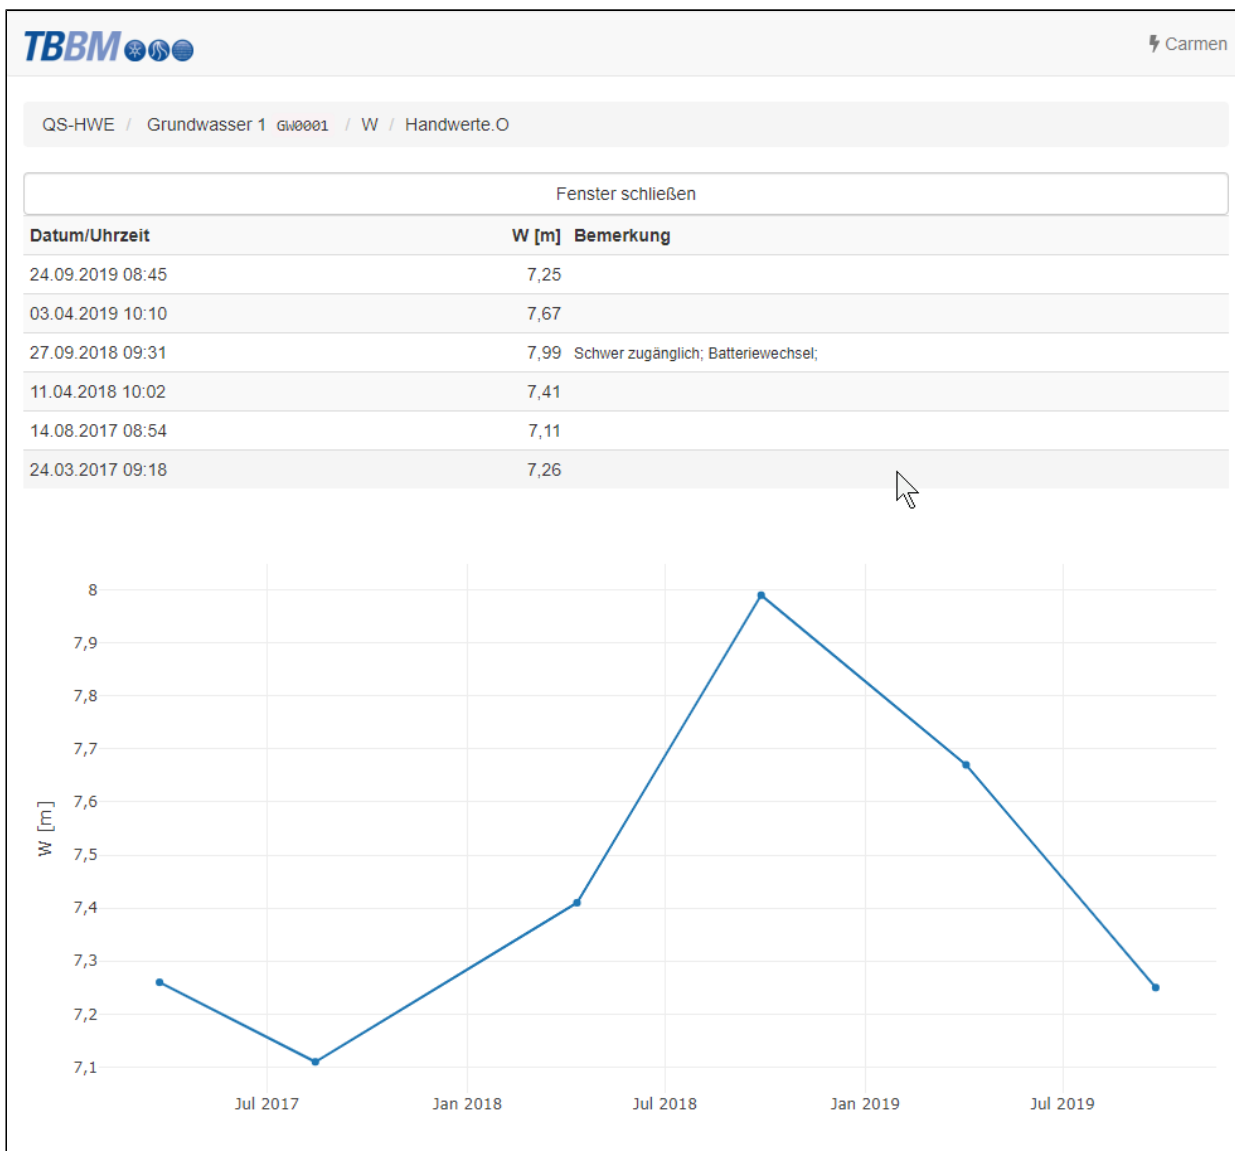 TBBM
Carmen
QS-HWE / Grundwasser 1 GW0001 / W / Handwerte.O
Fenster schließen
Datum/Uhrzeit W [m] Bemerkung
24.09.2019 08:45 7,25
03.04.2019 10:10 7,67
27.09.2018 09:31 7,99 Schwer zugänglich; Batteriewechsel;
11.04.2018 10:02 7,41
14.08.2017 08:54 7,11
24.03.2017 09:18 7,26
8
7,9
7,8
7,7
7,6
7,5
7,4
7,3
7,2
7,1
W [m]
Jul 2017 Jan 2018 Jul 2018 Jan 2019 Jul 2019